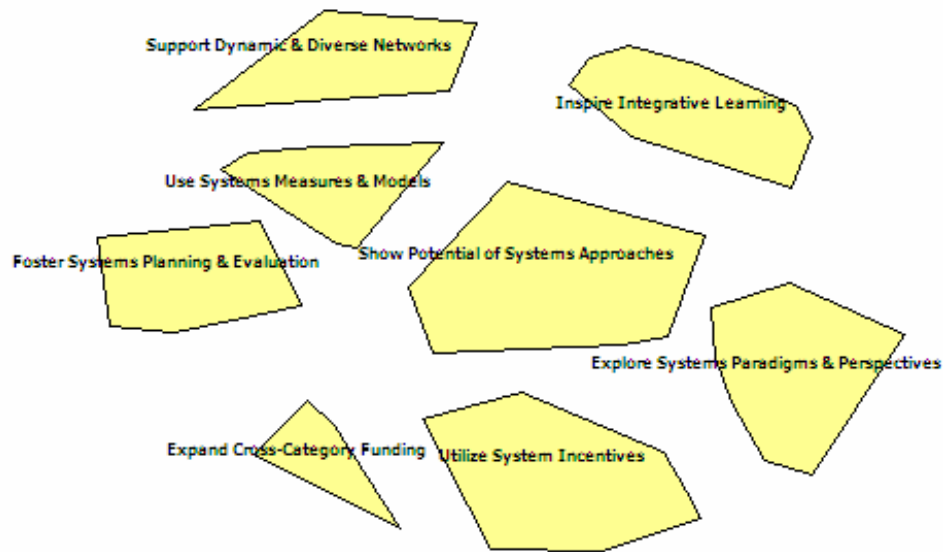 Support Dynamic & Diverse Networks
Inspire Integrative Learning
Use Systems Measures & Models
Foster Systems Planning & Evaluation
Show Potential of Systems Approaches
Explore Systems Paradigms & Perspectives
Expand Cross-Category Funding
Utilize System Incentives